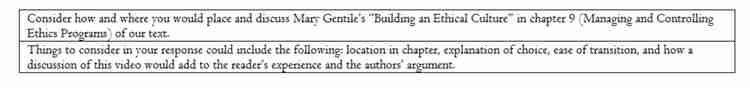 Consider how and where you would place and discuss Mary Gentile's "Building an Ethical Culture" in chapter 9 (Managing and Controlling
Ethics Programs) of our text.
Things to consider in your response could include the following: location in chapter, explanation of choice, ease of transition, and how a
discussion of this video would add to the reader's experience and the authors' argument.